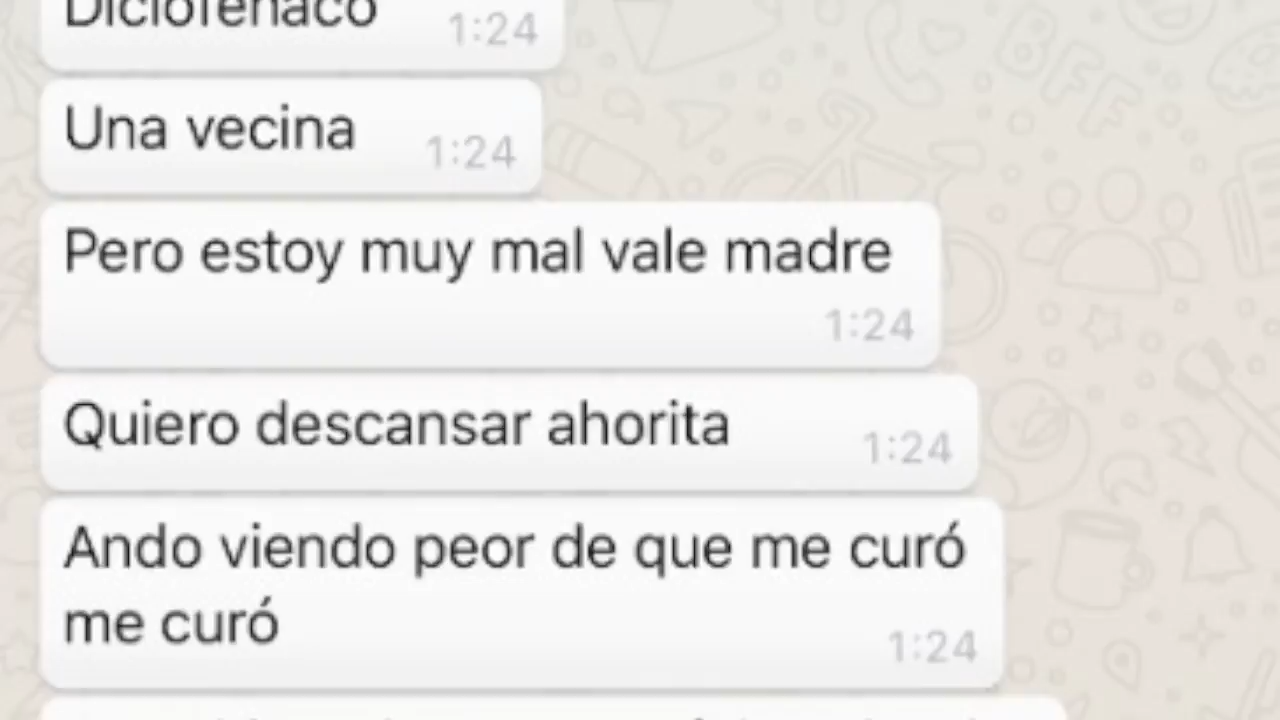 Diclofenaco
1:24
Una vecina
1:24
Pero estoy muy mal vale madre
1:24
Quiero descansar ahorita
1:24
Ando viendo peor de que me curó
me curó
1:24